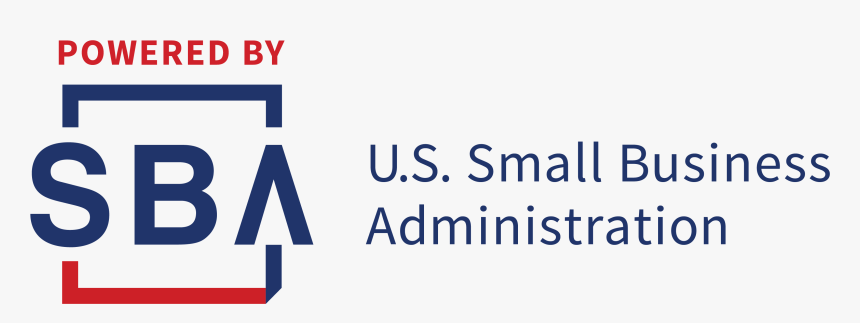 POWERED BY
SBA
U.S. Small Business
Administration